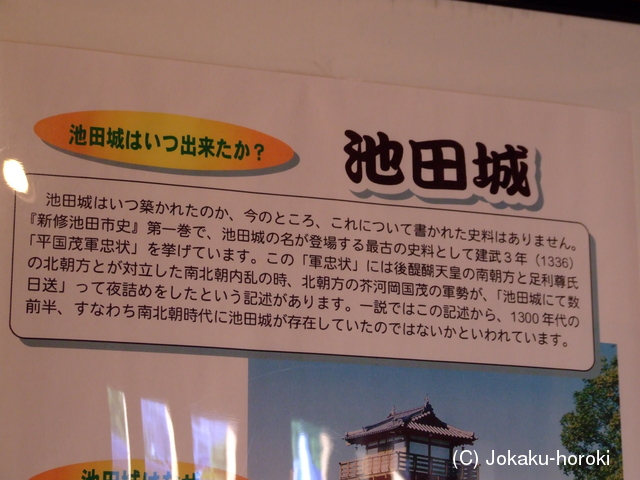 池田城はいつ出来たか？
池田城
池田城はいつ築かれたのか、今のところ、これについて書かれた史料はありません。
『新修池田市史』第一巻で、池田城の名が登場する最古の史料として建武３年（1336）
「平国茂軍忠状」を挙げています。この「軍忠状」には後醍醐天皇の南朝方と足利尊氏
の北朝方とが対立した南北朝内乱の時、北朝方の芥河岡国茂の軍勢が、「池田城にて数
日送」って夜詰めをしたという記述があります。一説ではこの記述から、1300年代の
前半、すなわち南北朝時代に池田城が存在していたのではないかといわれています。
池田城はなぜ
(C) Jokaku-horoki